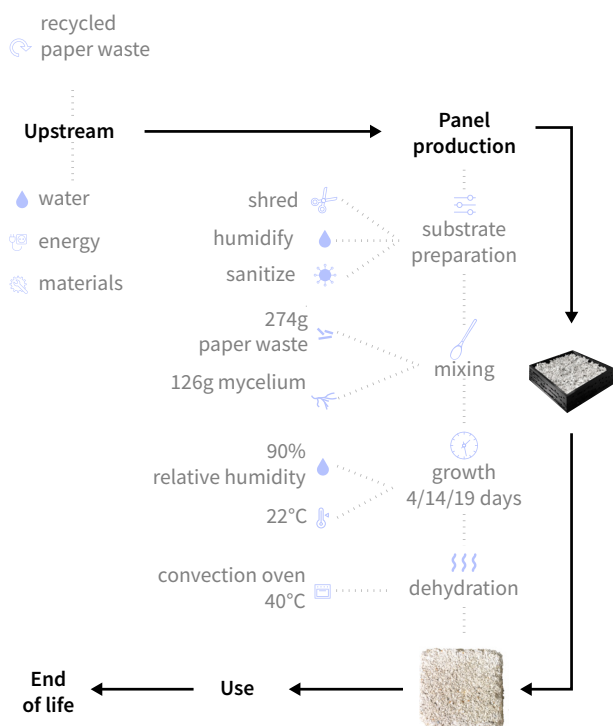 recycled
paper waste
Upstream
Panel
production
water
energy
materials
shred
humidify
sanitize
substrate
preparation
274g
paper waste
126g mycelium
mixing
90%
relative humidity
22°C
growth
4/14/19 days
convection oven
40°C
dehydration
End
of life
Use